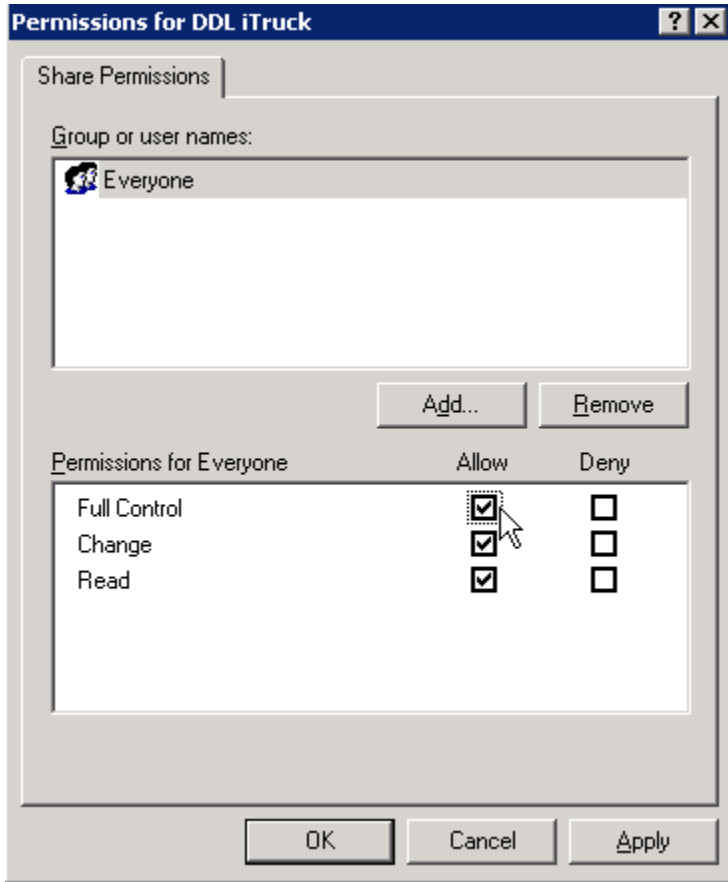 Permissions for DDL iTruck
Share Permissions
Group or user names:
Everyone
Add... Remove
Permissions for Everyone Allow Deny
Full Control
Change
Read
OK Cancel Apply